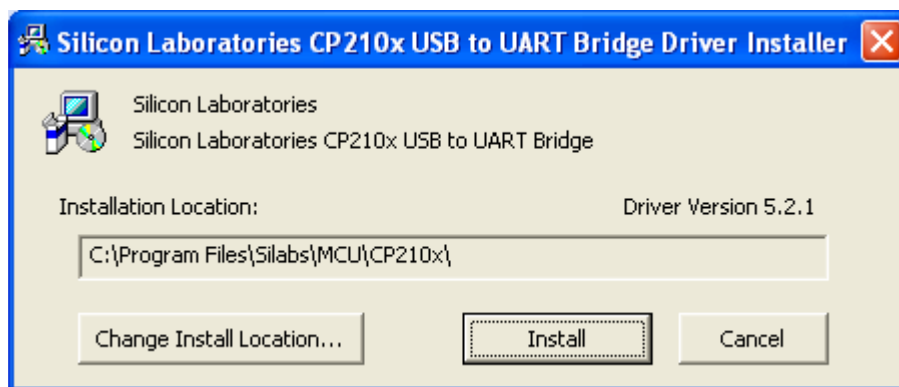 Silicon Laboratories CP210x USB to UART Bridge Driver Installer
Silicon Laboratories
Silicon Laboratories CP210x USB to UART Bridge
Installation Location:
Driver Version 5.2.1
C:\Program Files\Silabs\MCU\CP210x\
Change Install Location...
Install
Cancel